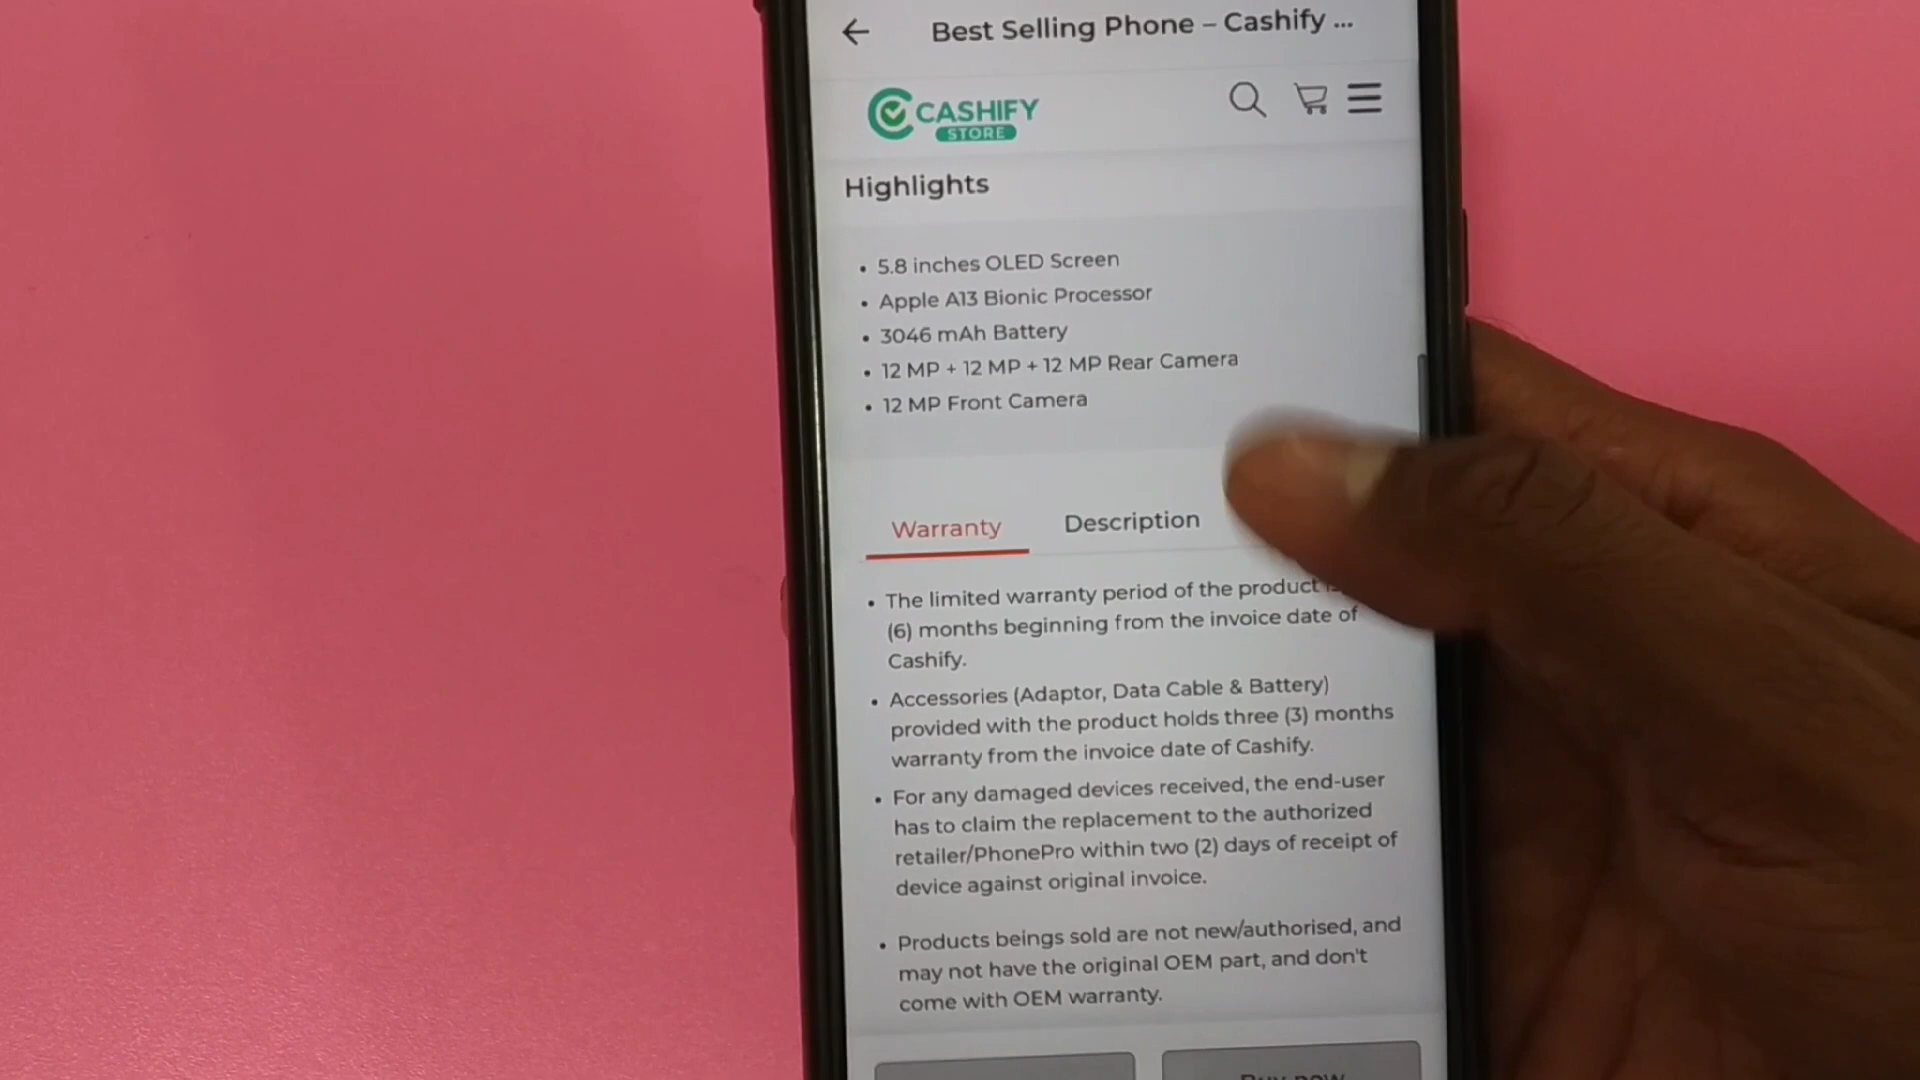 Best Selling Phone – Cashify ...
CASHIFY
STORE
Highlights
• 5.8 inches OLED Screen
• Apple A13 Bionic Processor
• 3046 mAh Battery
• 12 MP + 12 MP + 12 MP Rear Camera
• 12 MP Front Camera
Warranty Description
• The limited warranty period of the product
(6) months beginning from the invoice date of
Cashify.
• Accessories (Adaptor, Data Cable & Battery)
provided with the product holds three (3) months
warranty from the invoice date of Cashify.
• For any damaged devices received, the end-user
has to claim the replacement to the authorized
retailer/PhonePro within two (2) days of receipt of
device against original invoice.
• Products beings sold are not new/authorised, and
may not have the original OEM part, and don't
come with OEM warranty.
Buy now